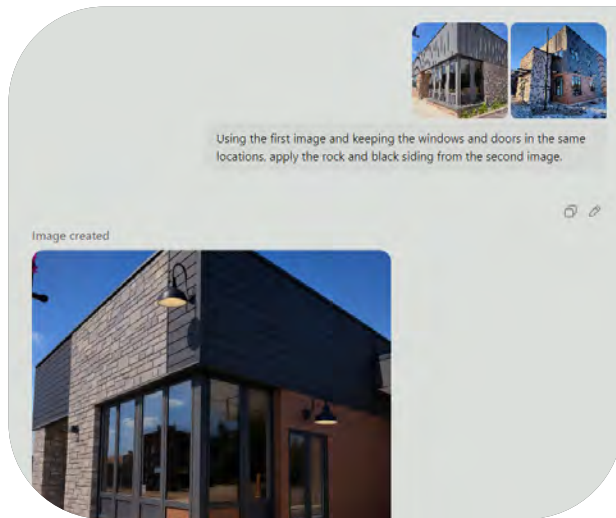 Using the first image and keeping the windows and doors in the same
locations, apply the rock and black siding from the second image.
Image created